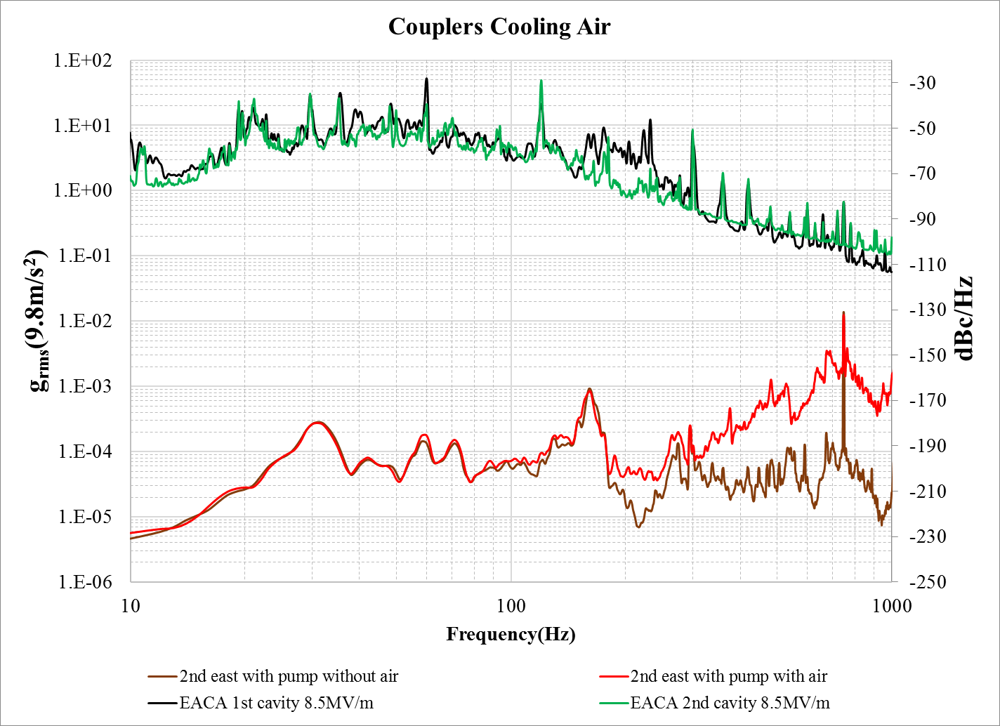 Couplers Cooling Air
1.E+02
1.E+01
1.E+00
1.E-01
1.E-02
1.E-03
1.E-04
1.E-05
1.E-06
grms(9.8m/s²)
-30
-50
-70
-90
-110
-130
-150
-170
-190
-210
-230
-250
dBc/Hz
10 100 1000
Frequency(Hz)
2nd east with pump without air
2nd east with pump with air
EACA 1st cavity 8.5MV/m
EACA 2nd cavity 8.5MV/m